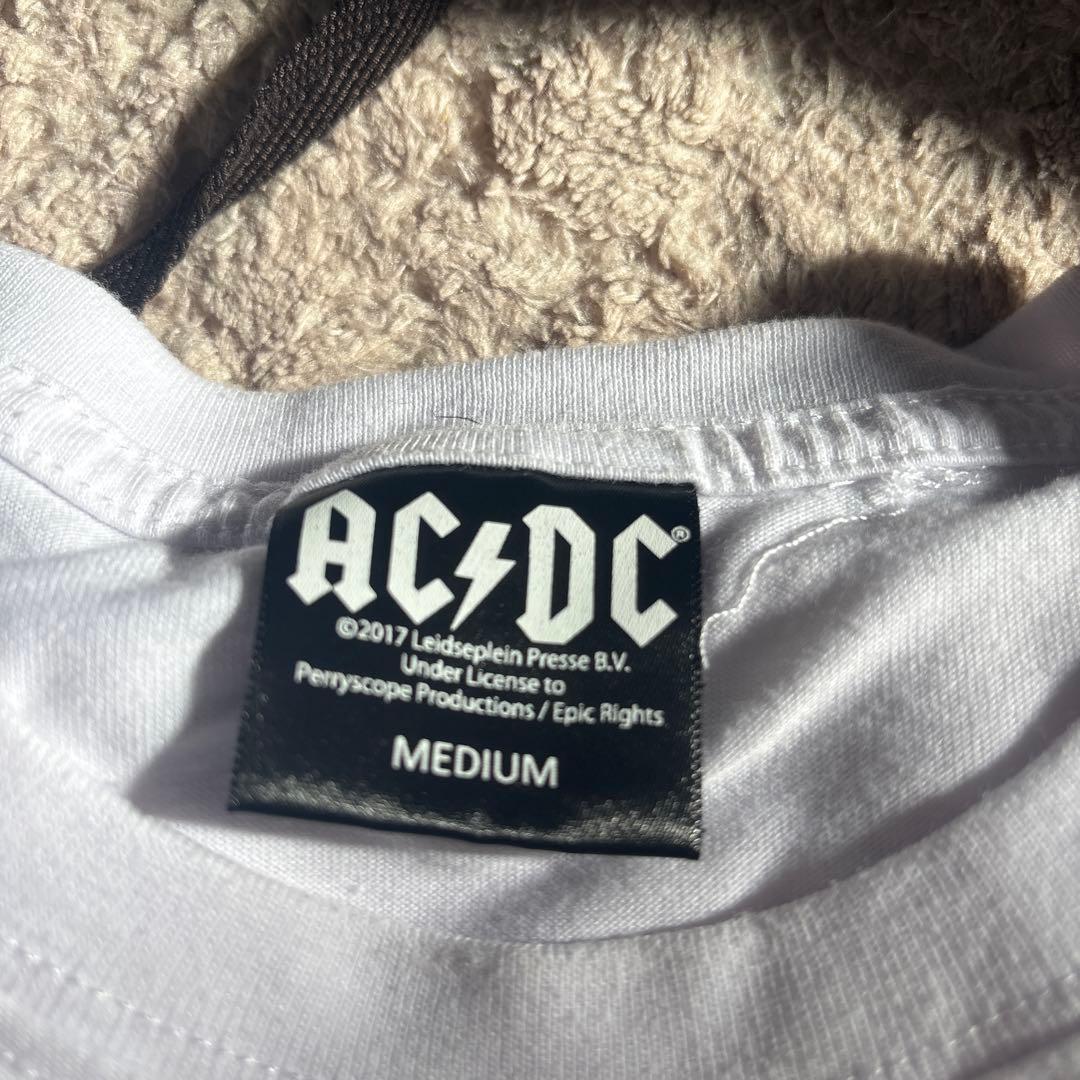 AC⚡DC®
©2017 Leidseplein Presse B.V.
Under License to
Perryscope Productions / Epic Rights
MEDIUM